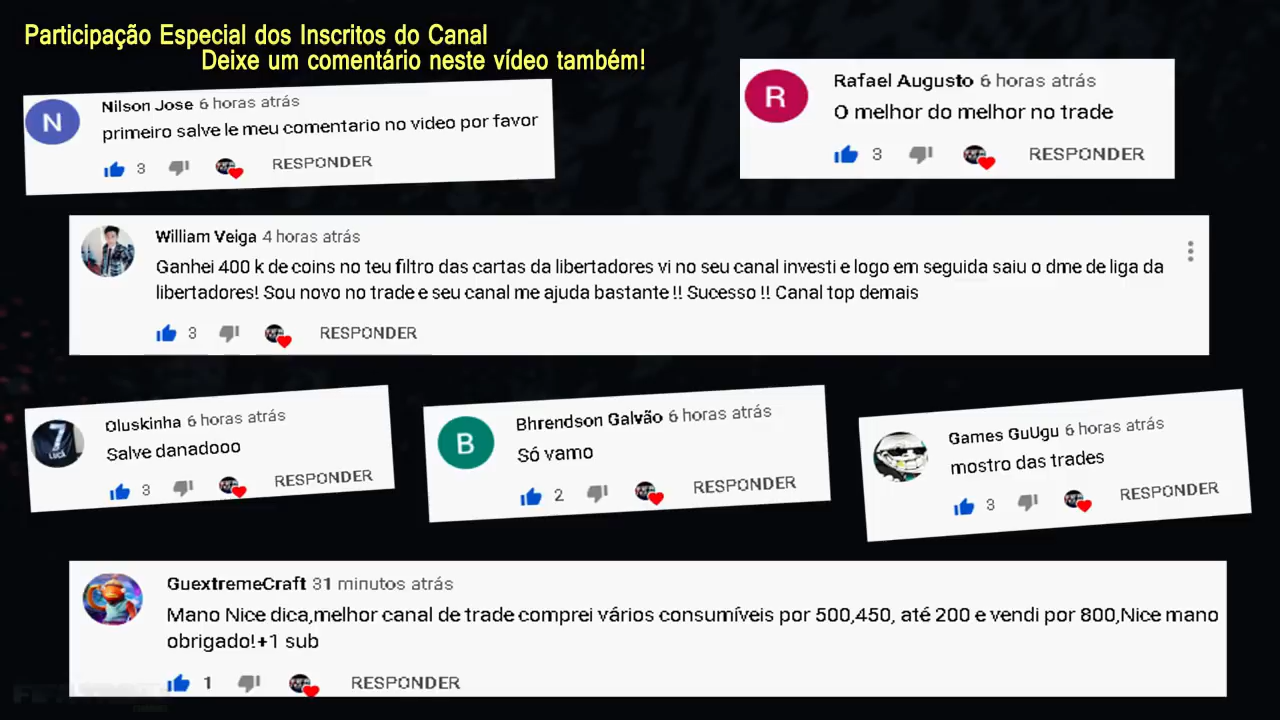 Participação Especial dos Inscritos do Canal
Deixe um comentário neste vídeo também!
N
Nilson Jose 6 horas atrás
primeiro salve le meu comentario no video por favor
3 RESPONDER
R
Rafael Augusto 6 horas atrás
O melhor do melhor no trade
3 RESPONDER
William Veiga 4 horas atrás
Ganhei 400 k de coins no teu filtro das cartas da libertadores vi no seu canal investi e logo em seguida saiu o dme de liga da
libertadores! Sou novo no trade e seu canal me ajuda bastante !! Sucesso !! Canal top demais
3 RESPONDER
7
LUCA
Oluskinha 6 horas atrás
Salve danadooo
3 RESPONDER
B
Bhrendson Galvão 6 horas atrás
Só vamo
2 RESPONDER
Games GuUgu 6 horas atrás
mostro das trades
3 RESPONDER
GuextremeCraft 31 minutos atrás
Mano Nice dica,melhor canal de trade comprei vários consumíveis por 500,450, até 200 e vendi por 800,Nice mano
obrigado!+1 sub
1 RESPONDER